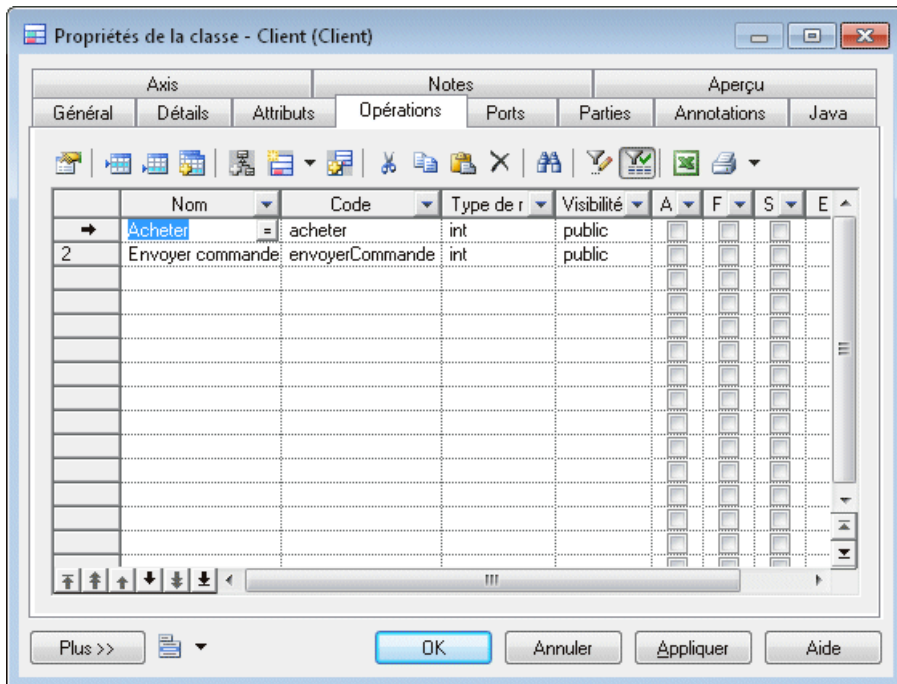 Propriétés de la classe - Client (Client)
Axis Notes Aperçu
Général Détails Attributs Opérations Ports Parties Annotations Java
Nom Code Type de r Visibilité A F S E
Acheter = acheter int public
2 Envoyer commande envoyerCommande int public
Plus >> OK Annuler Appliquer Aide